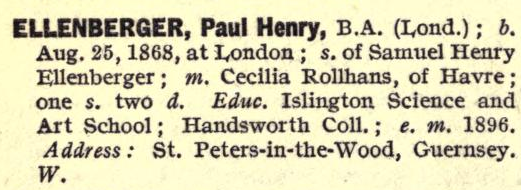 ELLENBERGER, Paul Henry, B.A. (Lond.); b.
Aug. 25, 1868, at London; s. of Samuel Henry
Ellenberger; m. Cecilia Rollhans, of Havre;
one s. two d. Educ. Islington Science and
Art School; Handsworth Coll.; e. m. 1896.
Address: St. Peters-in-the-Wood, Guernsey.
W.